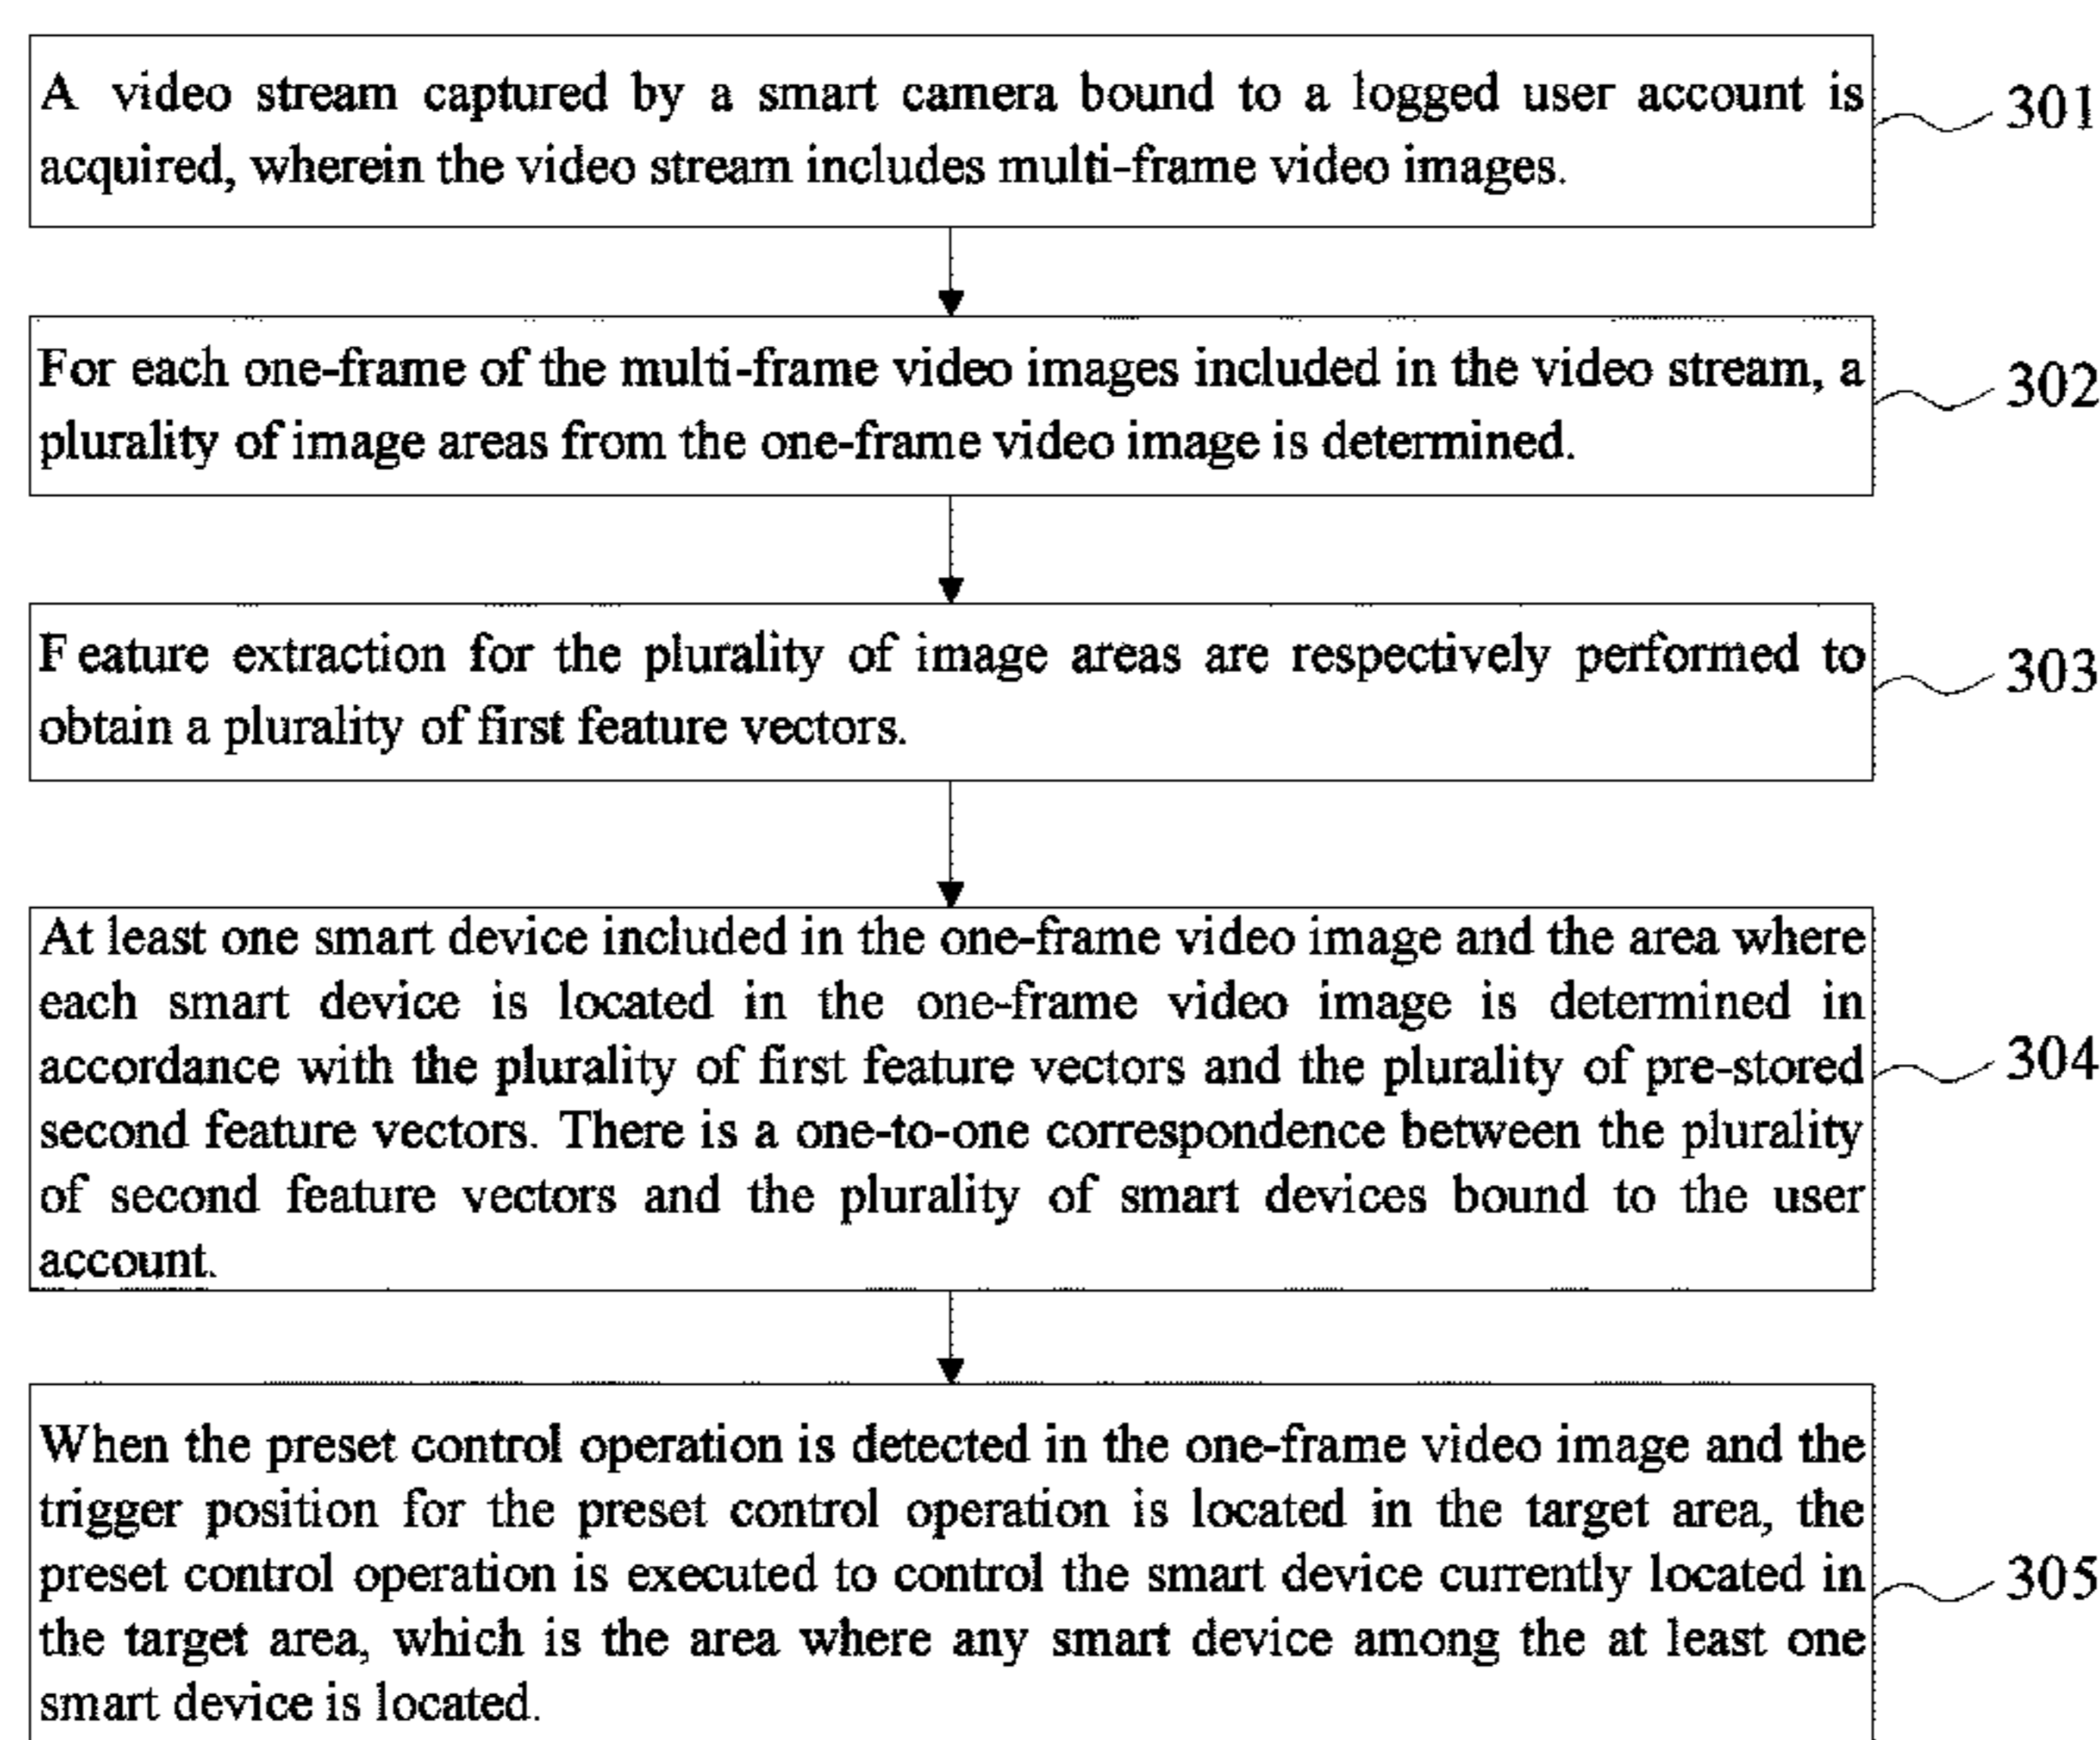 A video stream captured by a smart camera bound to a logged user account is
acquired, wherein the video stream includes multi-frame video images.
301
For each one-frame of the multi-frame video images included in the video stream, a
plurality of image areas from the one-frame video image is determined.
302
Feature extraction for the plurality of image areas are respectively performed to
obtain a plurality of first feature vectors.
303
At least one smart device included in the one-frame video image and the area where
each smart device is located in the one-frame video image is determined in
accordance with the plurality of first feature vectors and the plurality of pre-stored
second feature vectors. There is a one-to-one correspondence between the plurality
of second feature vectors and the plurality of smart devices bound to the user
account.
304
When the preset control operation is detected in the one-frame video image and the
trigger position for the preset control operation is located in the target area, the
preset control operation is executed to control the smart device currently located in
the target area, which is the area where any smart device among the at least one
smart device is located.
305